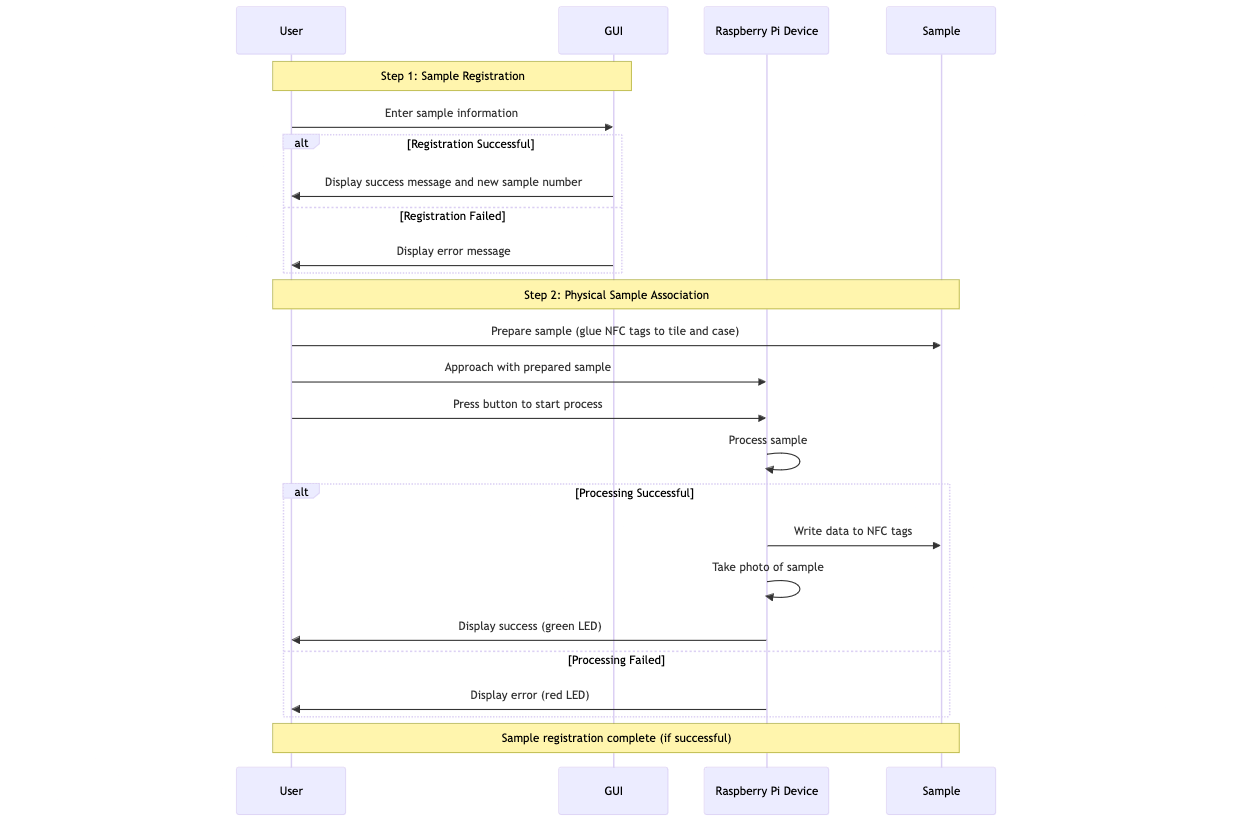 User
GUI
Raspberry Pi Device
Sample
Step 1: Sample Registration
Enter sample information
alt
[Registration Successful]
Display success message and new sample number
[Registration Failed]
Display error message
Step 2: Physical Sample Association
Prepare sample (glue NFC tags to tile and case)
Approach with prepared sample
Press button to start process
Process sample
alt
[Processing Successful]
Write data to NFC tags
Take photo of sample
Display success (green LED)
[Processing Failed]
Display error (red LED)
Sample registration complete (if successful)
User
GUI
Raspberry Pi Device
Sample